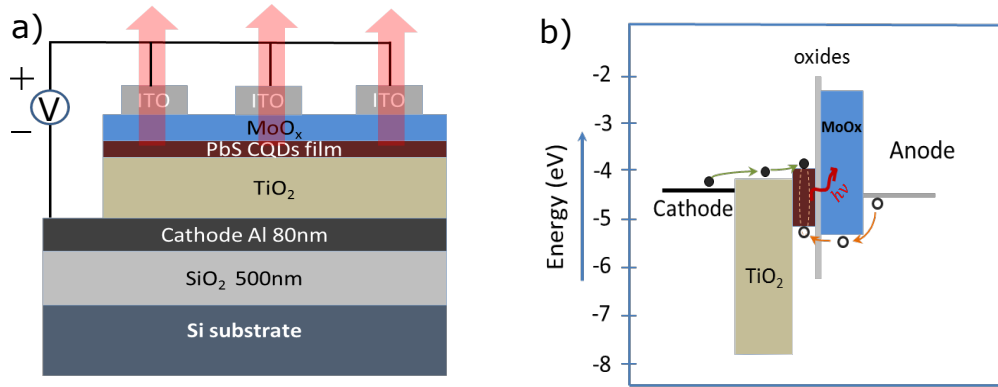 a)
+
V
−
ITO ITO ITO
MoOₓ
PbS CQDs film
TiO₂
Cathode Al 80nm
SiO₂ 500nm
Si substrate
b)
Energy (eV)
-2
-3
-4
-5
-6
-7
-8
oxides
MoOx
Anode
Cathode
hν
TiO₂